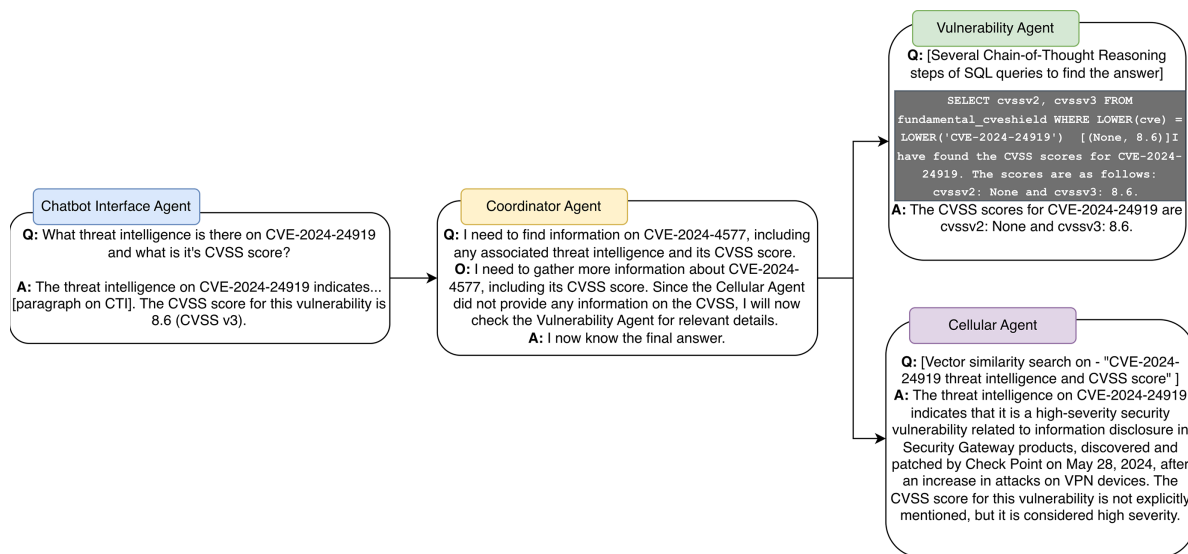 Chatbot Interface Agent
Q: What threat intelligence is there on CVE-2024-24919
and what is it's CVSS score?
A: The threat intelligence on CVE-2024-24919 indicates...
[paragraph on CTI]. The CVSS score for this vulnerability is
8.6 (CVSS v3).
Coordinator Agent
Q: I need to find information on CVE-2024-4577, including
any associated threat intelligence and its CVSS score.
O: I need to gather more information about CVE-2024-
4577, including its CVSS score. Since the Cellular Agent
did not provide any information on the CVSS, I will now
check the Vulnerability Agent for relevant details.
A: I now know the final answer.
Vulnerability Agent
Q: [Several Chain-of-Thought Reasoning
steps of SQL queries to find the answer]
SELECT cvssv2, cvssv3 FROM
fundamental_cveshield WHERE LOWER(cve) =
LOWER('CVE-2024-24919') [(None, 8.6)]I
have found the CVSS scores for CVE-2024-
24919. The scores are as follows:
cvssv2: None and cvssv3: 8.6.
A: The CVSS scores for CVE-2024-24919 are
cvssv2: None and cvssv3: 8.6.
Cellular Agent
Q: [Vector similarity search on - "CVE-2024-
24919 threat intelligence and CVSS score" ]
A: The threat intelligence on CVE-2024-24919
indicates that it is a high-severity security
vulnerability related to information disclosure in
Security Gateway products, discovered and
patched by Check Point on May 28, 2024, after
an increase in attacks on VPN devices. The
CVSS score for this vulnerability is not explicitly
mentioned, but it is considered high severity.